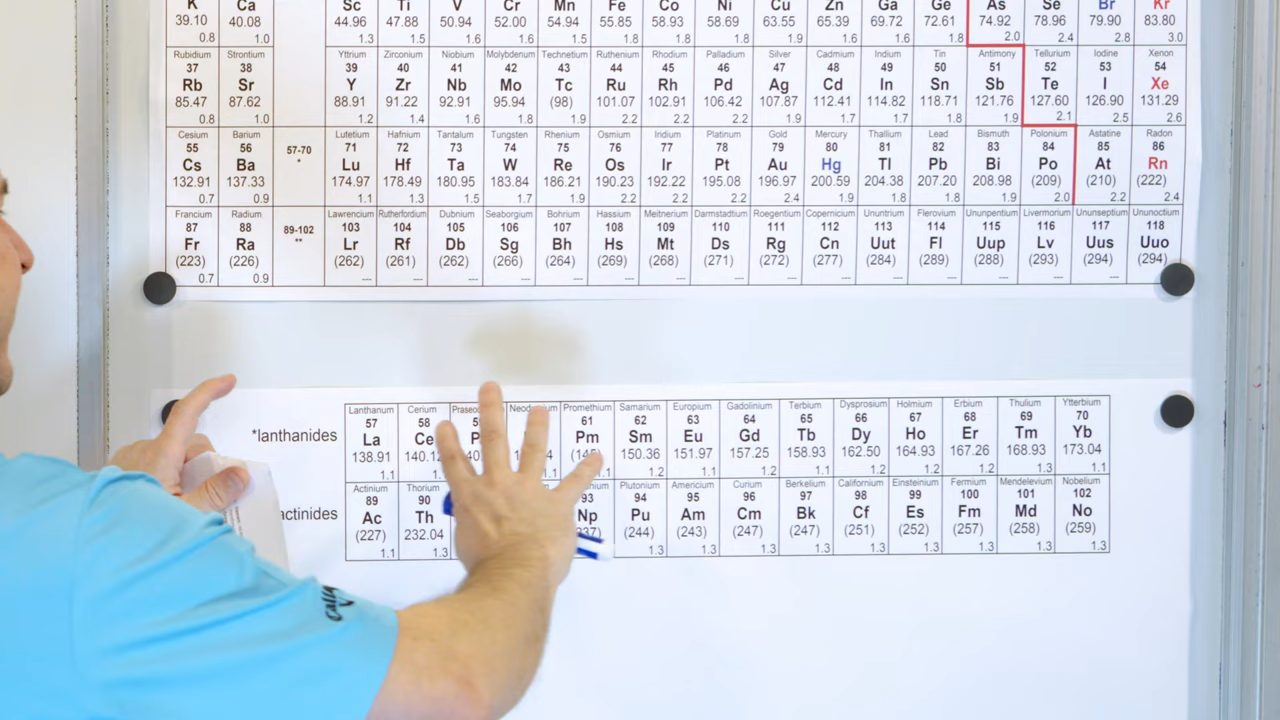 K Ca Sc Ti V Cr Mn Fe Co Ni Cu Zn Ga Ge As Se Br Kr
39.10 40.08 44.96 47.88 50.94 52.00 54.94 55.85 58.93 58.69 63.55 65.39 69.72 72.61 74.92 78.96 79.90 83.80
0.8 1.0 1.3 1.5 1.6 1.6 1.5 1.8 1.8 1.8 1.9 1.6 1.6 1.8 2.0 2.4 2.8 3.0
Rubidium Strontium Yttrium Zirconium Niobium Molybdenum Technetium Ruthenium Rhodium Palladium Silver Cadmium Indium Tin Antimony Tellurium Iodine Xenon
37 38 39 40 41 42 43 44 45 46 47 48 49 50 51 52 53 54
Rb Sr Y Zr Nb Mo Tc Ru Rh Pd Ag Cd In Sn Sb Te I Xe
85.47 87.62 88.91 91.22 92.91 95.94 (98) 101.07 102.91 106.42 107.87 112.41 114.82 118.71 121.76 127.60 126.90 131.29
0.8 1.0 1.2 1.4 1.6 1.8 1.9 2.2 2.2 2.2 1.9 1.7 1.7 1.8 1.9 2.1 2.5 2.6
Cesium Barium Lutetium Hafnium Tantalum Tungsten Rhenium Osmium Iridium Platinum Gold Mercury Thallium Lead Bismuth Polonium Astatine Radon
55 56 57-70 71 72 73 74 75 76 77 78 79 80 81 82 83 84 85 86
Cs Ba * Lu Hf Ta W Re Os Ir Pt Au Hg Tl Pb Bi Po At Rn
132.91 137.33 174.97 178.49 180.95 183.84 186.21 190.23 192.22 195.08 196.97 200.59 204.38 207.20 208.98 (209) (210) (222)
0.7 0.9 1.1 1.3 1.5 1.7 1.9 2.2 2.2 2.2 2.4 1.9 1.8 1.8 1.9 2.0 2.2 2.4
Francium Radium Lawrencium Rutherfordium Dubnium Seaborgium Bohrium Hassium Meitnerium Darmstadtium Roegentium Copernicium Ununtrium Flerovium Ununpentium Livermorium Ununseptium Ununoctium
87 88 89-102 103 104 105 106 107 108 109 110 111 112 113 114 115 116 117 118
Fr Ra ** Lr Rf Db Sg Bh Hs Mt Ds Rg Cn Uut Fl Uup Lv Uus Uuo
(223) (226) (262) (261) (262) (266) (264) (269) (268) (271) (272) (277) (284) (289) (288) (293) (294) (294)
0.7 0.9 --- --- --- --- --- --- --- --- --- --- --- --- --- --- --- ---
Lanthanum Cerium Promethium Samarium Europium Gadolinium Terbium Dysprosium Holmium Erbium Thulium Ytterbium
57 58 61 62 63 64 65 66 67 68 69 70
*lanthanides La Ce Pm Sm Eu Gd Tb Dy Ho Er Tm Yb
138.91 150.36 151.97 157.25 158.93 162.50 164.93 167.26 168.93 173.04
1.1 1.1 1.2 1.1 1.2 1.1 1.2 1.2 1.2 1.3 1.1
Actinium Thorium Plutonium Americium Curium Berkelium Californium Einsteinium Fermium Mendelevium Nobelium
89 90 93 94 95 96 97 98 99 100 101 102
actinides Ac Th Np Pu Am Cm Bk Cf Es Fm Md No
(227) 232.04 (244) (243) (247) (247) (251) (252) (257) (258) (259)
1.1 1.3 1.3 1.3 1.3 1.3 1.3 1.3 1.3 1.3 1.3